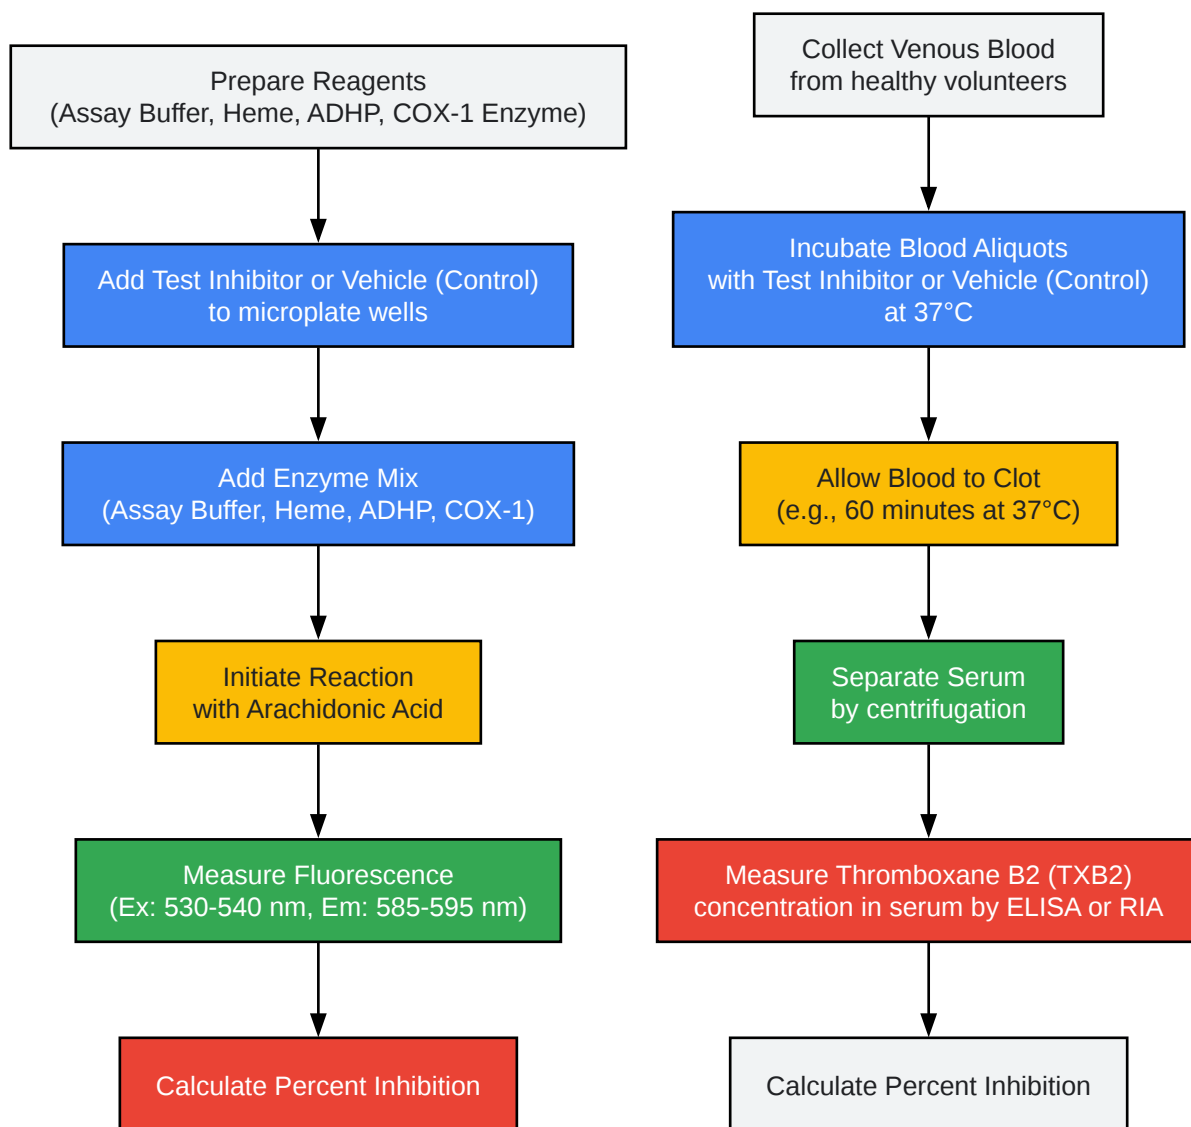 Prepare Reagents
(Assay Buffer, Heme, ADHP, COX-1 Enzyme)
Add Test Inhibitor or Vehicle (Control)
to microplate wells
Add Enzyme Mix
(Assay Buffer, Heme, ADHP, COX-1)
Initiate Reaction
with Arachidonic Acid
Measure Fluorescence
(Ex: 530-540 nm, Em: 585-595 nm)
Calculate Percent Inhibition
Collect Venous Blood
from healthy volunteers
Incubate Blood Aliquots
with Test Inhibitor or Vehicle (Control)
at 37°C
Allow Blood to Clot
(e.g., 60 minutes at 37°C)
Separate Serum
by centrifugation
Measure Thromboxane B2 (TXB2)
concentration in serum by ELISA or RIA
Calculate Percent Inhibition